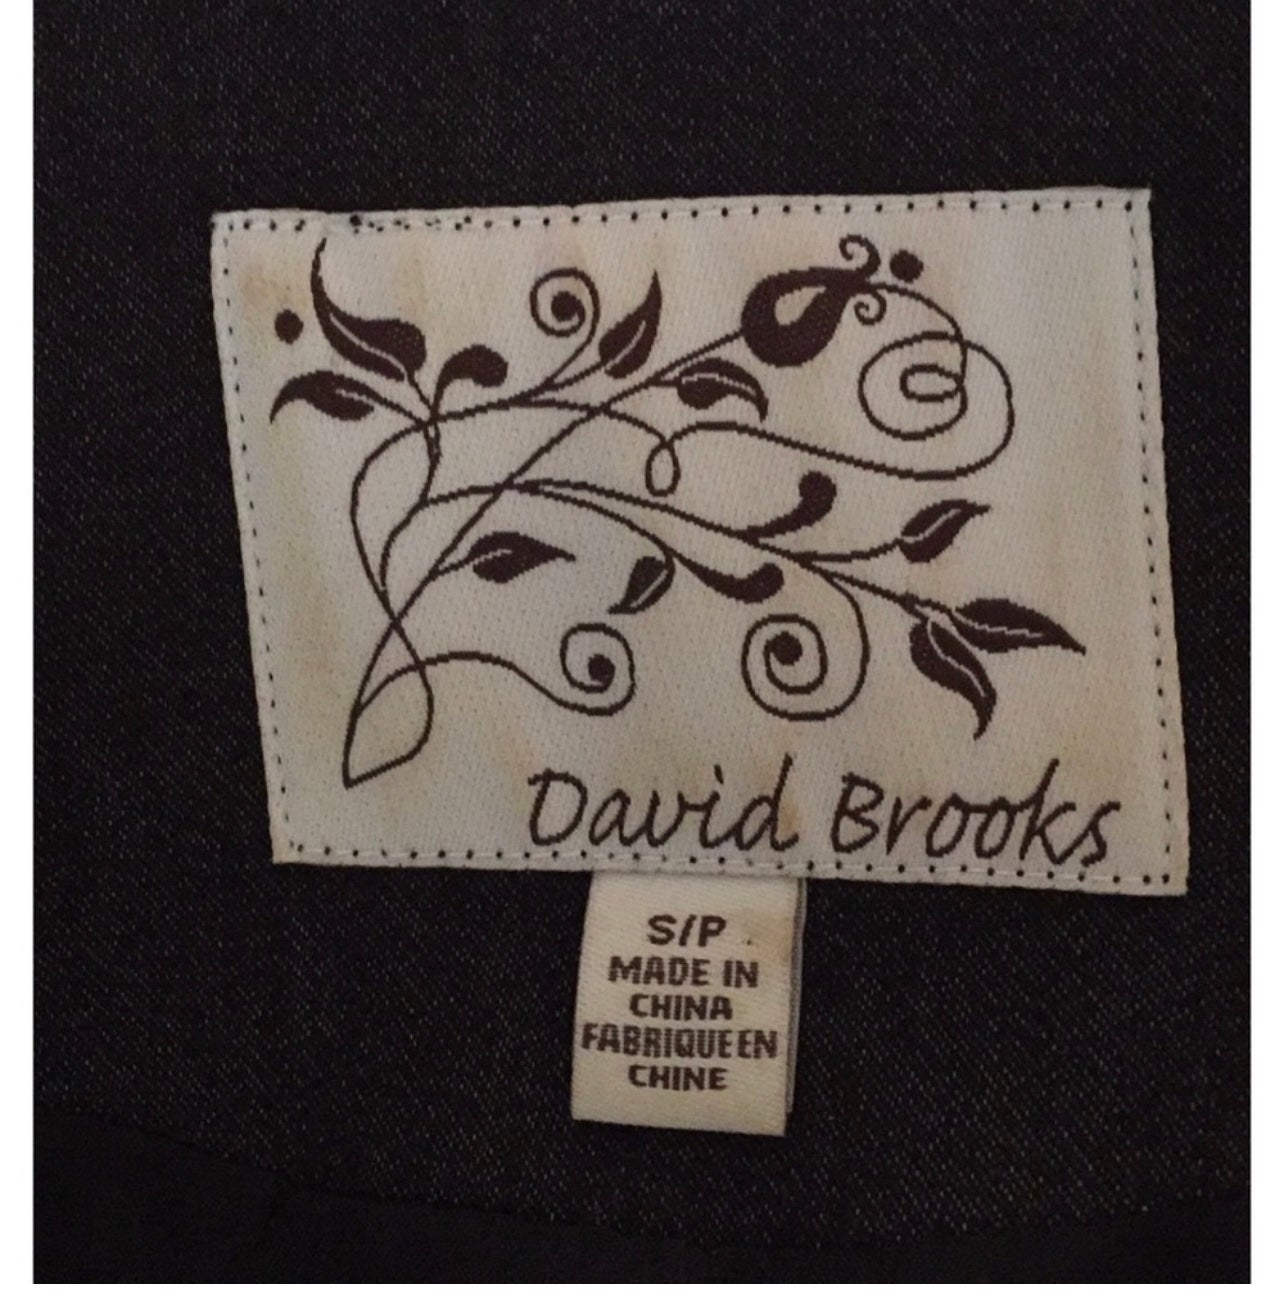 David Brooks
S/P
MADE IN
CHINA
FABRIQUE EN
CHINE